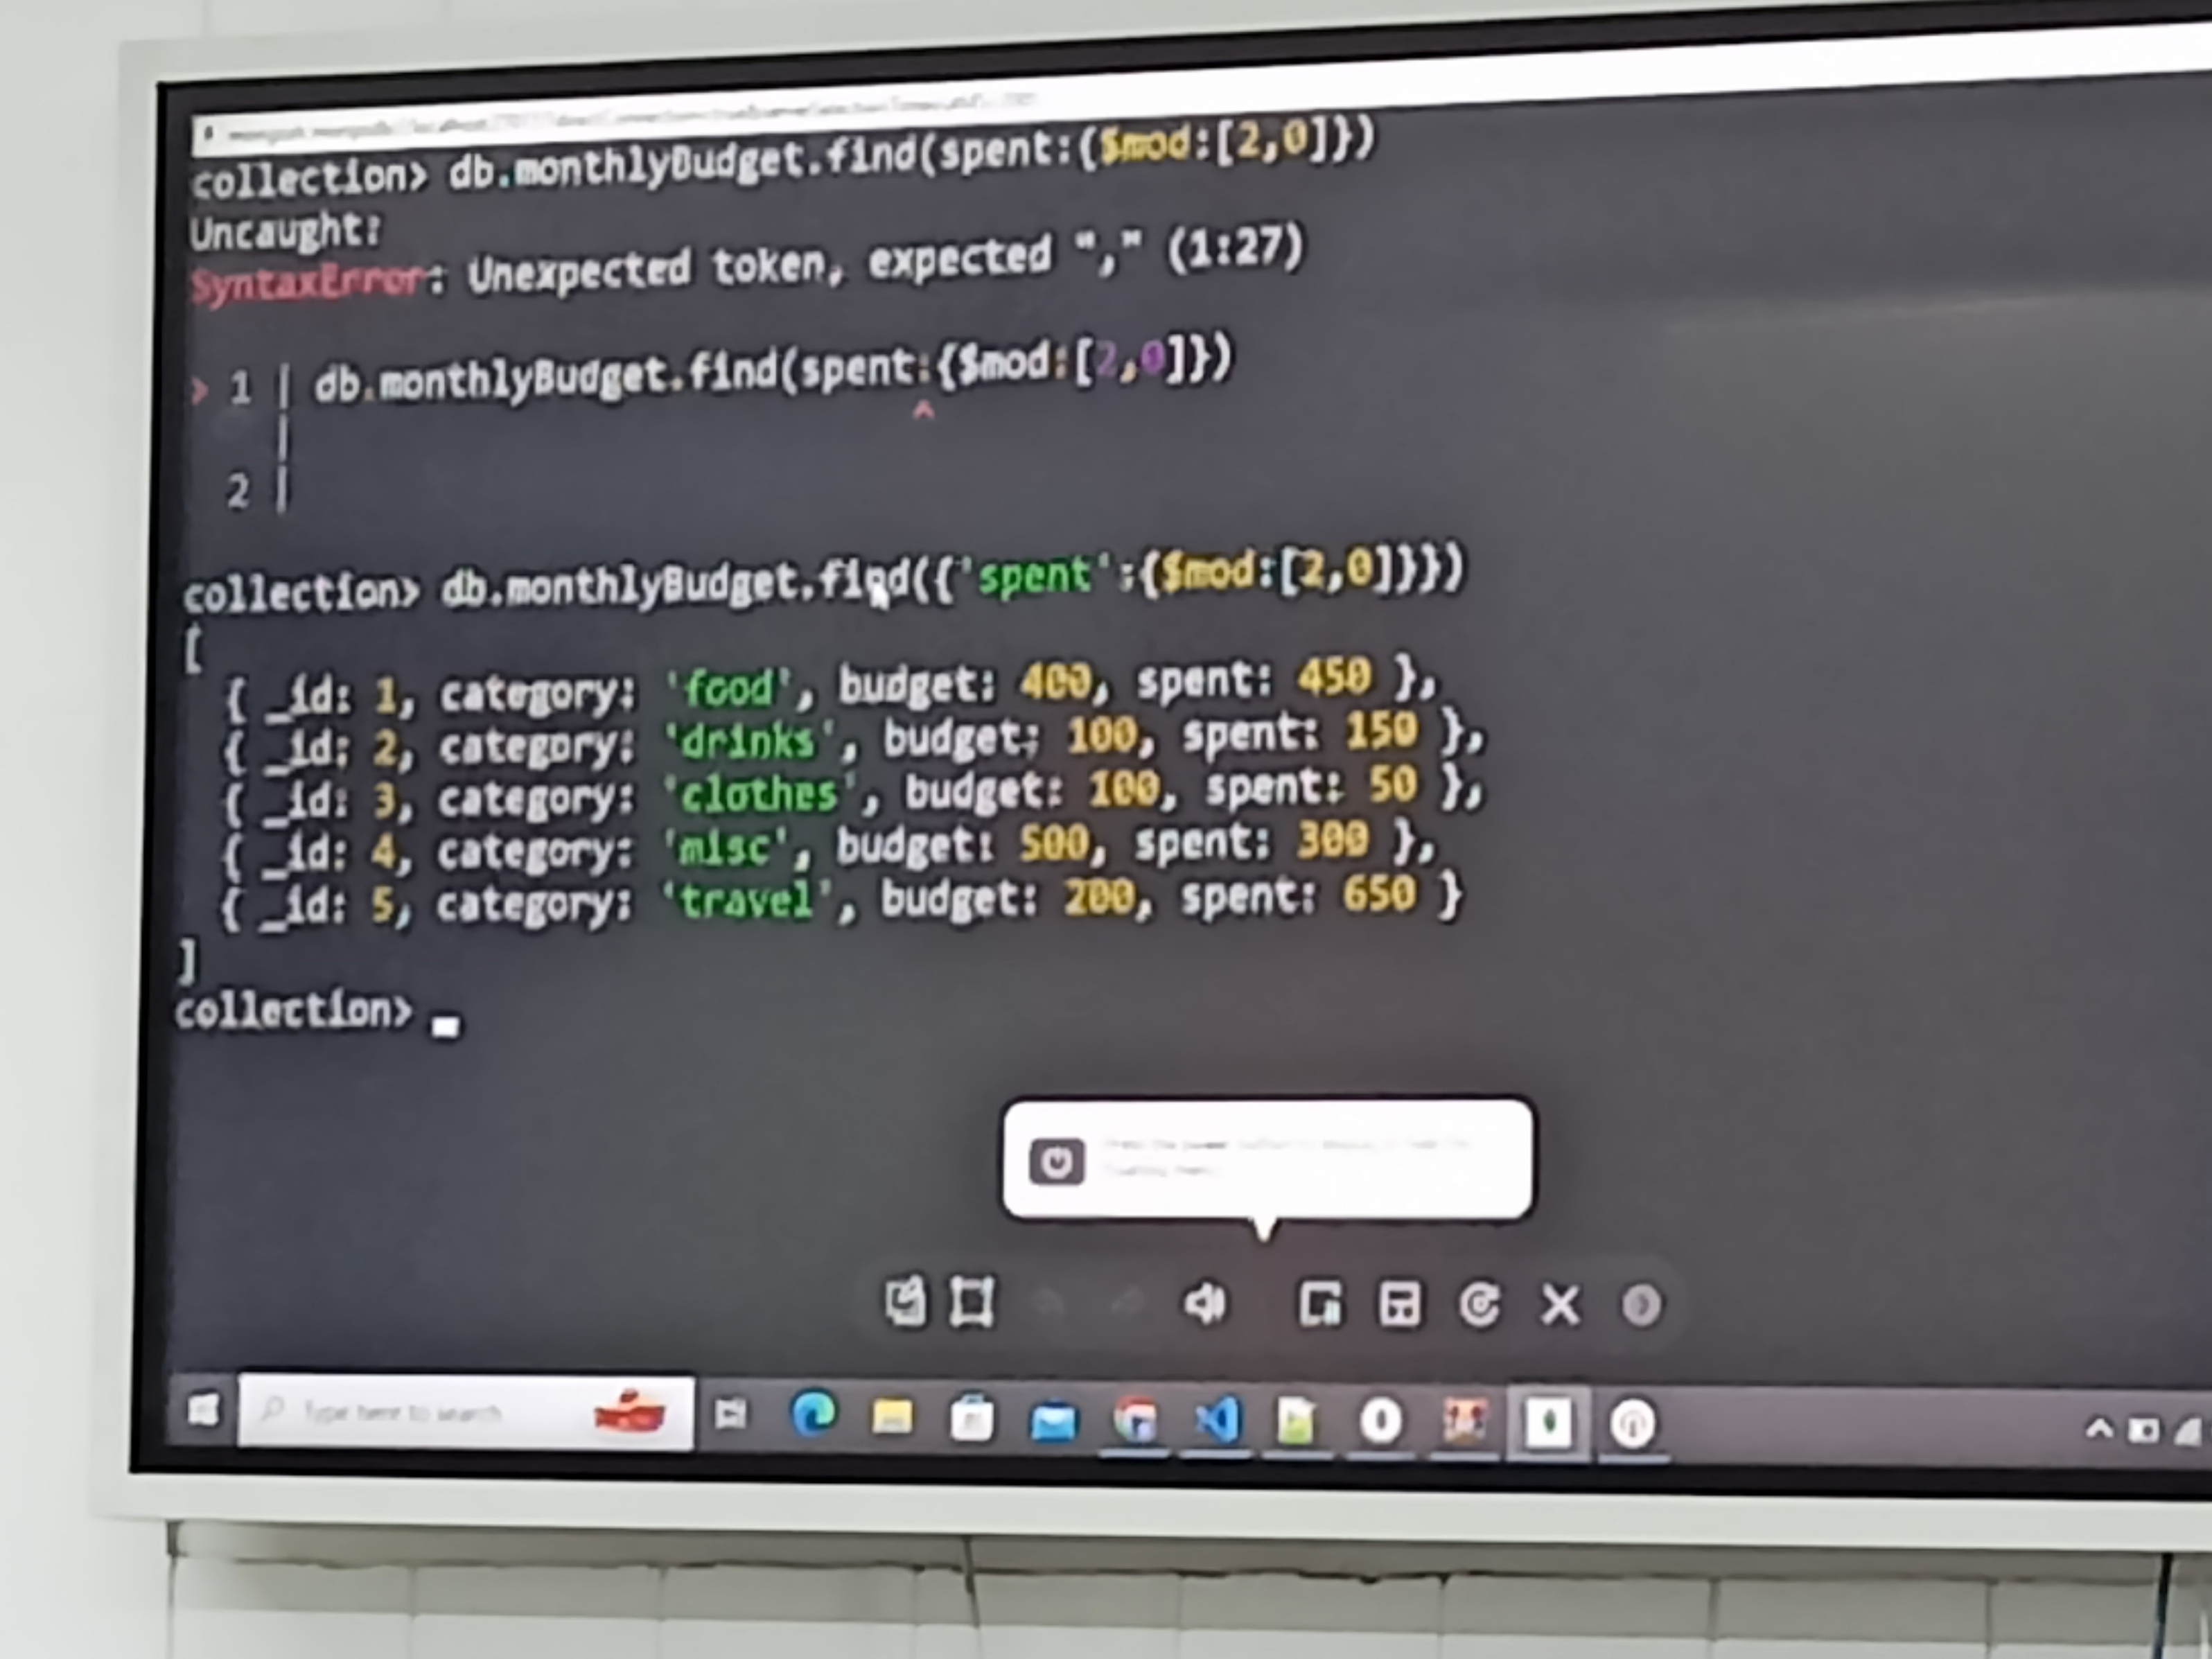 collection> db.monthlyBudget.find(spent:{$mod:[2,0]})
Uncaught:
SyntaxError: Unexpected token, expected "," (1:27)
> 1 | db.monthlyBudget.find(spent:{$mod:[2,0]})
|
^
2 |
collection> db.monthlyBudget.find({'spent':{$mod:[2,0]}})
[
{ _id: 1, category: 'food', budget: 400, spent: 450 },
{ _id: 2, category: 'drinks', budget: 100, spent: 150 },
{ _id: 3, category: 'clothes', budget: 100, spent: 50 },
{ _id: 4, category: 'misc', budget: 500, spent: 300 },
{ _id: 5, category: 'travel', budget: 200, spent: 650 }
]
collection>
Type here to search